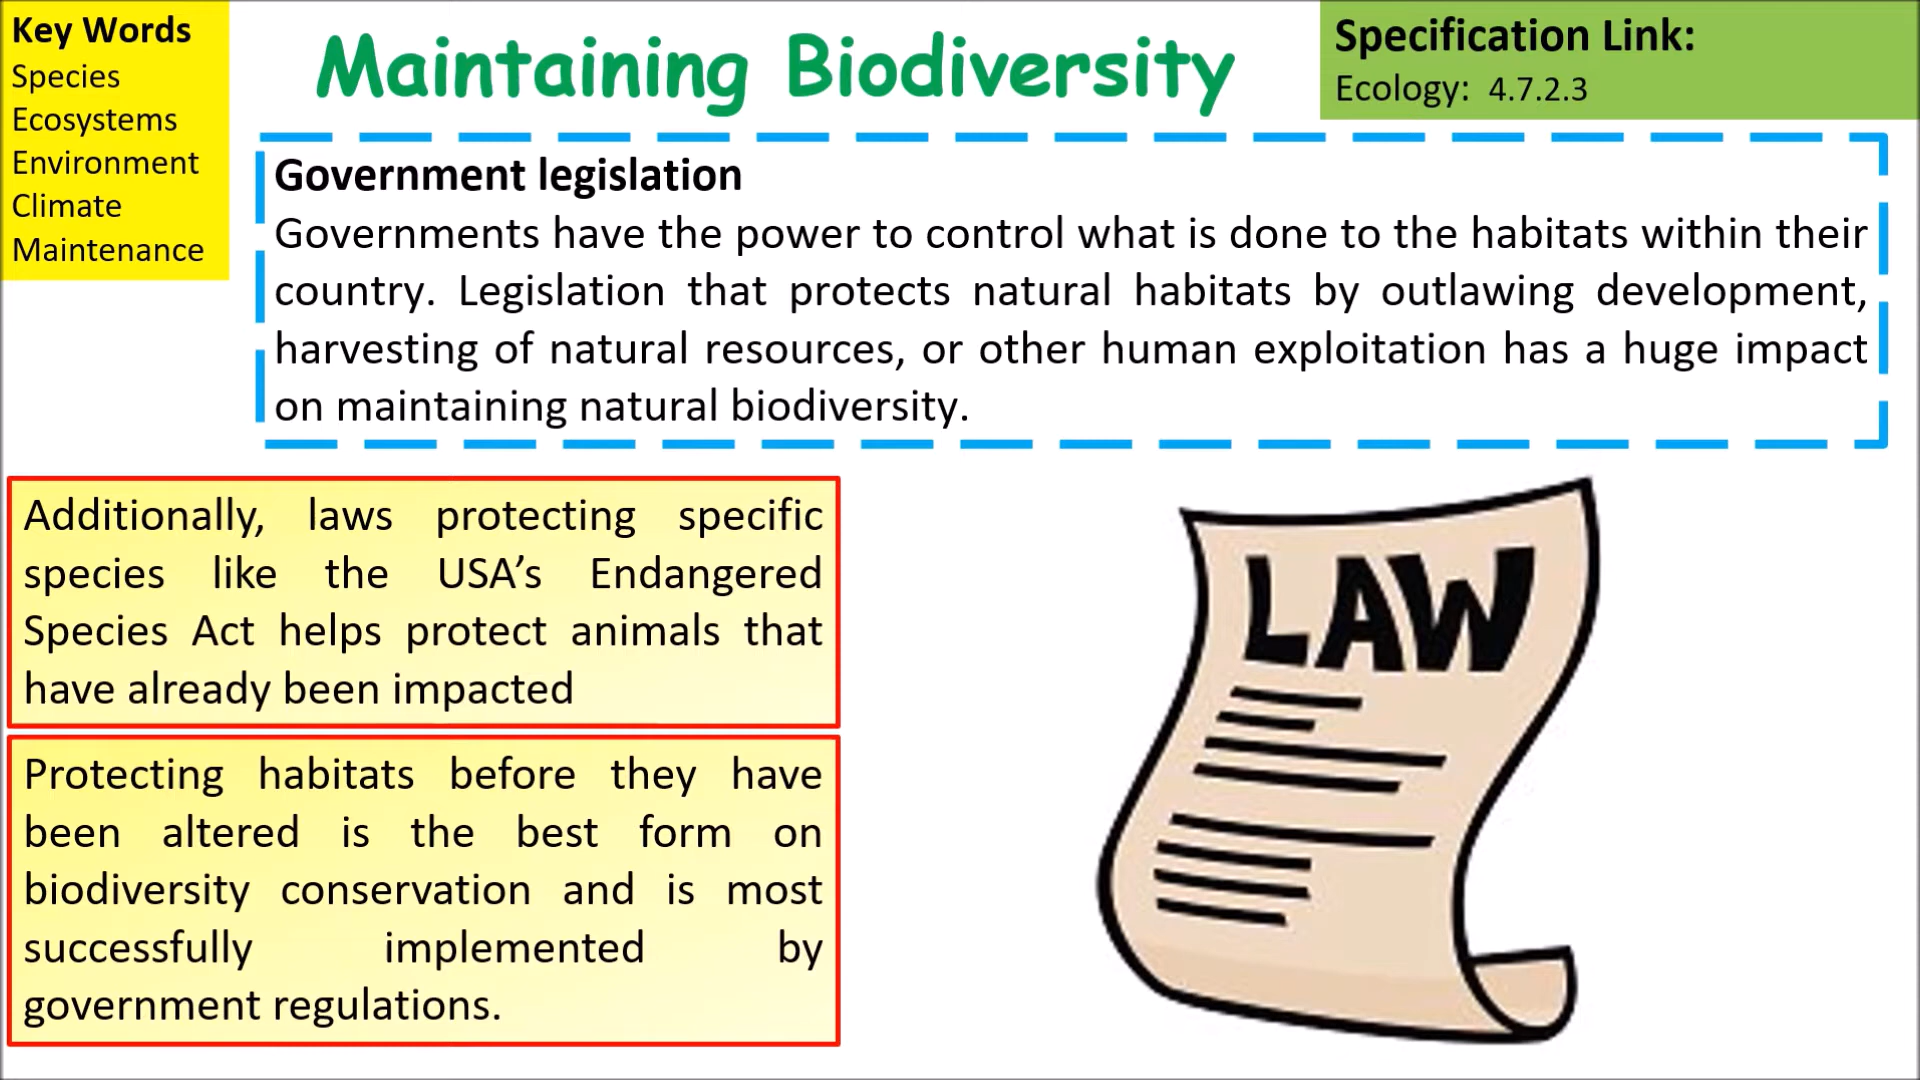 Key Words
Species
Ecosystems
Environment
Climate
Maintenance
Maintaining Biodiversity
Specification Link:
Ecology: 4.7.2.3
Government legislation
Governments have the power to control what is done to the habitats within their
country. Legislation that protects natural habitats by outlawing development,
harvesting of natural resources, or other human exploitation has a huge impact
on maintaining natural biodiversity.
Additionally, laws protecting specific
species like the USA’s Endangered
Species Act helps protect animals that
have already been impacted
Protecting habitats before they have
been altered is the best form on
biodiversity conservation and is most
successfully implemented by
government regulations.
LAW